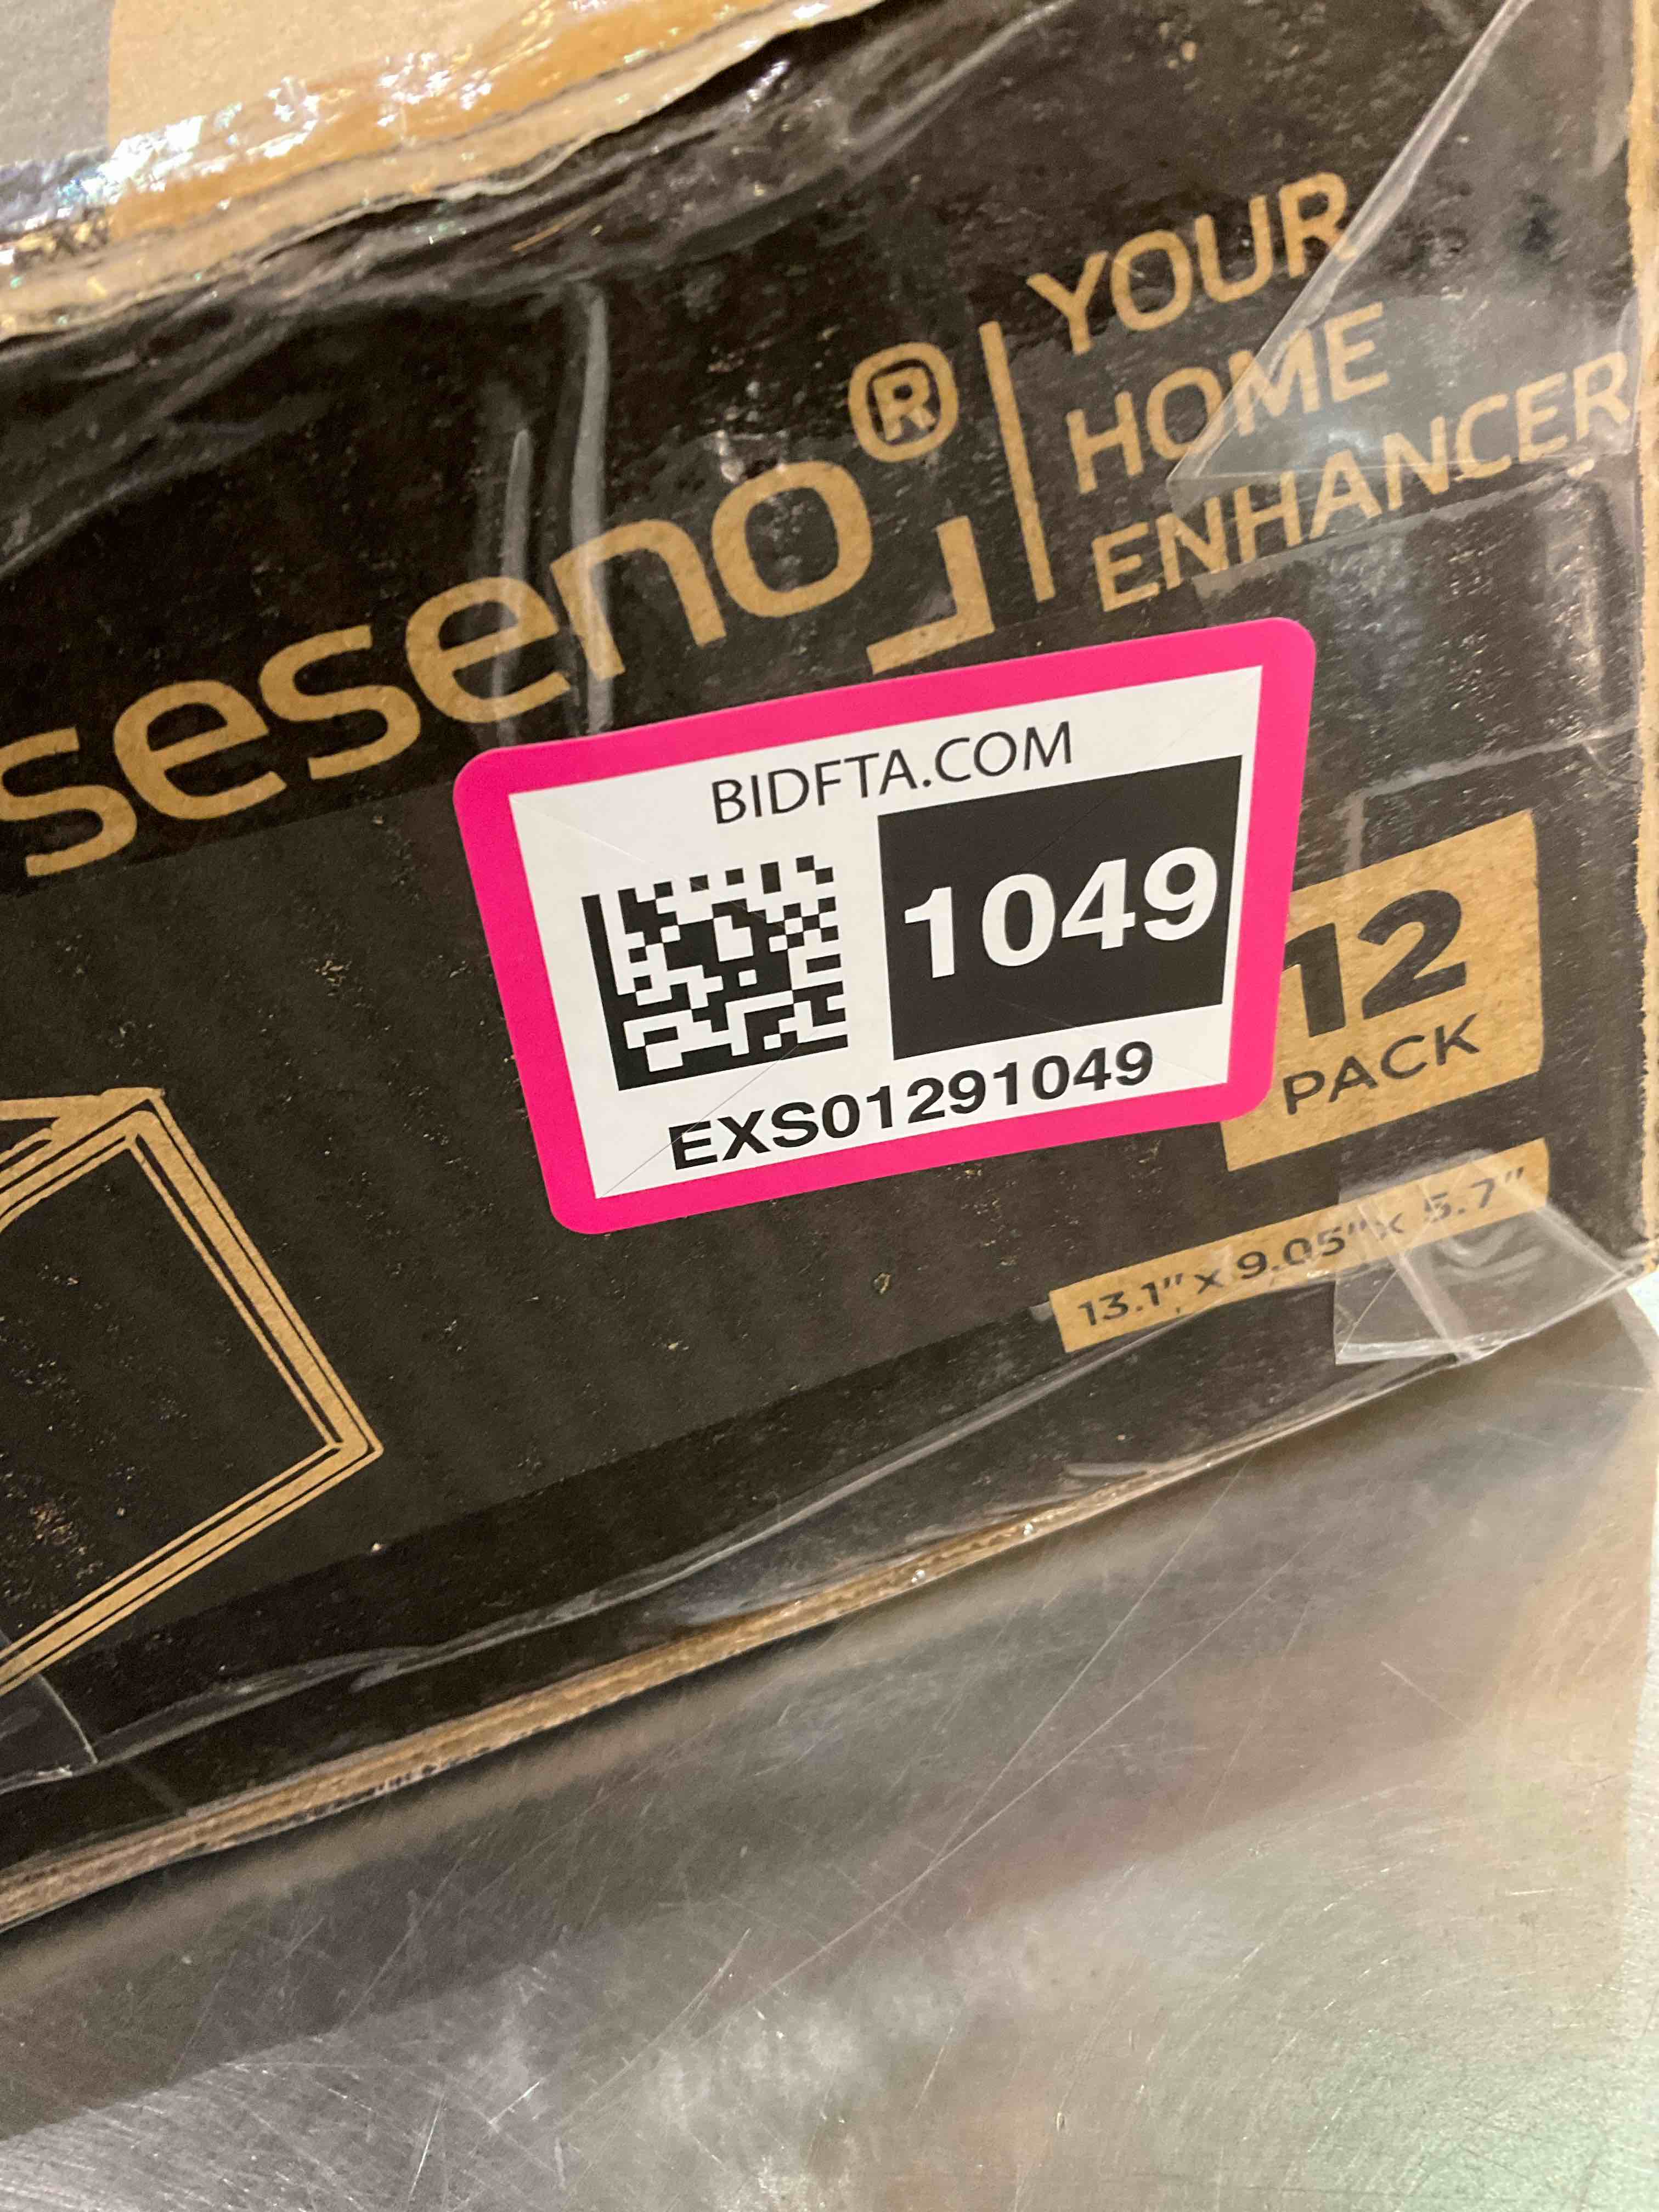 seseno®
YOUR
HOME
ENHANCER
BIDFTA.COM
1049
EXS01291049
12
PACK
13.1" x 9.05" x 5.7"